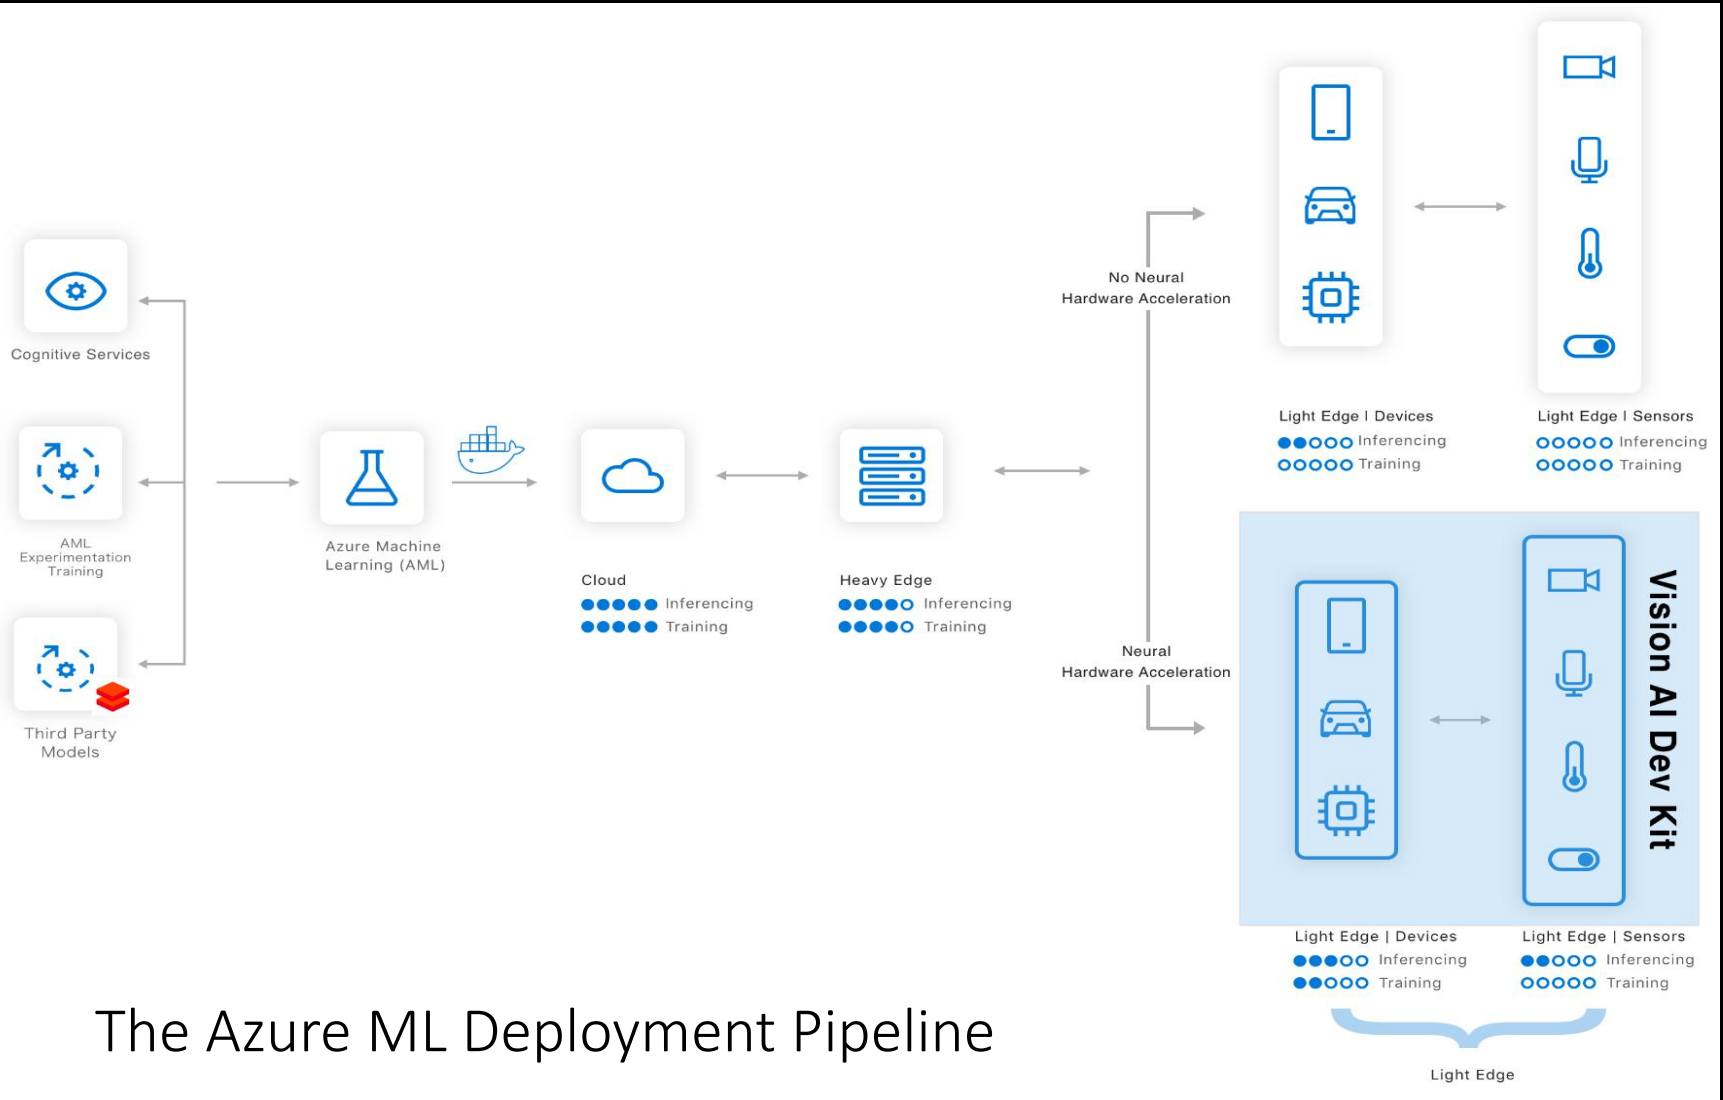 Cognitive Services
AML
Experimentation
Training
Third Party
Models
Azure Machine
Learning (AML)
Cloud
Inferencing
Training
Heavy Edge
Inferencing
Training
No Neural
Hardware Acceleration
Neural
Hardware Acceleration
Light Edge | Devices
Inferencing
Training
Light Edge | Sensors
Inferencing
Training
Vision AI Dev Kit
Light Edge | Devices
Inferencing
Training
Light Edge | Sensors
Inferencing
Training
Light Edge
The Azure ML Deployment Pipeline